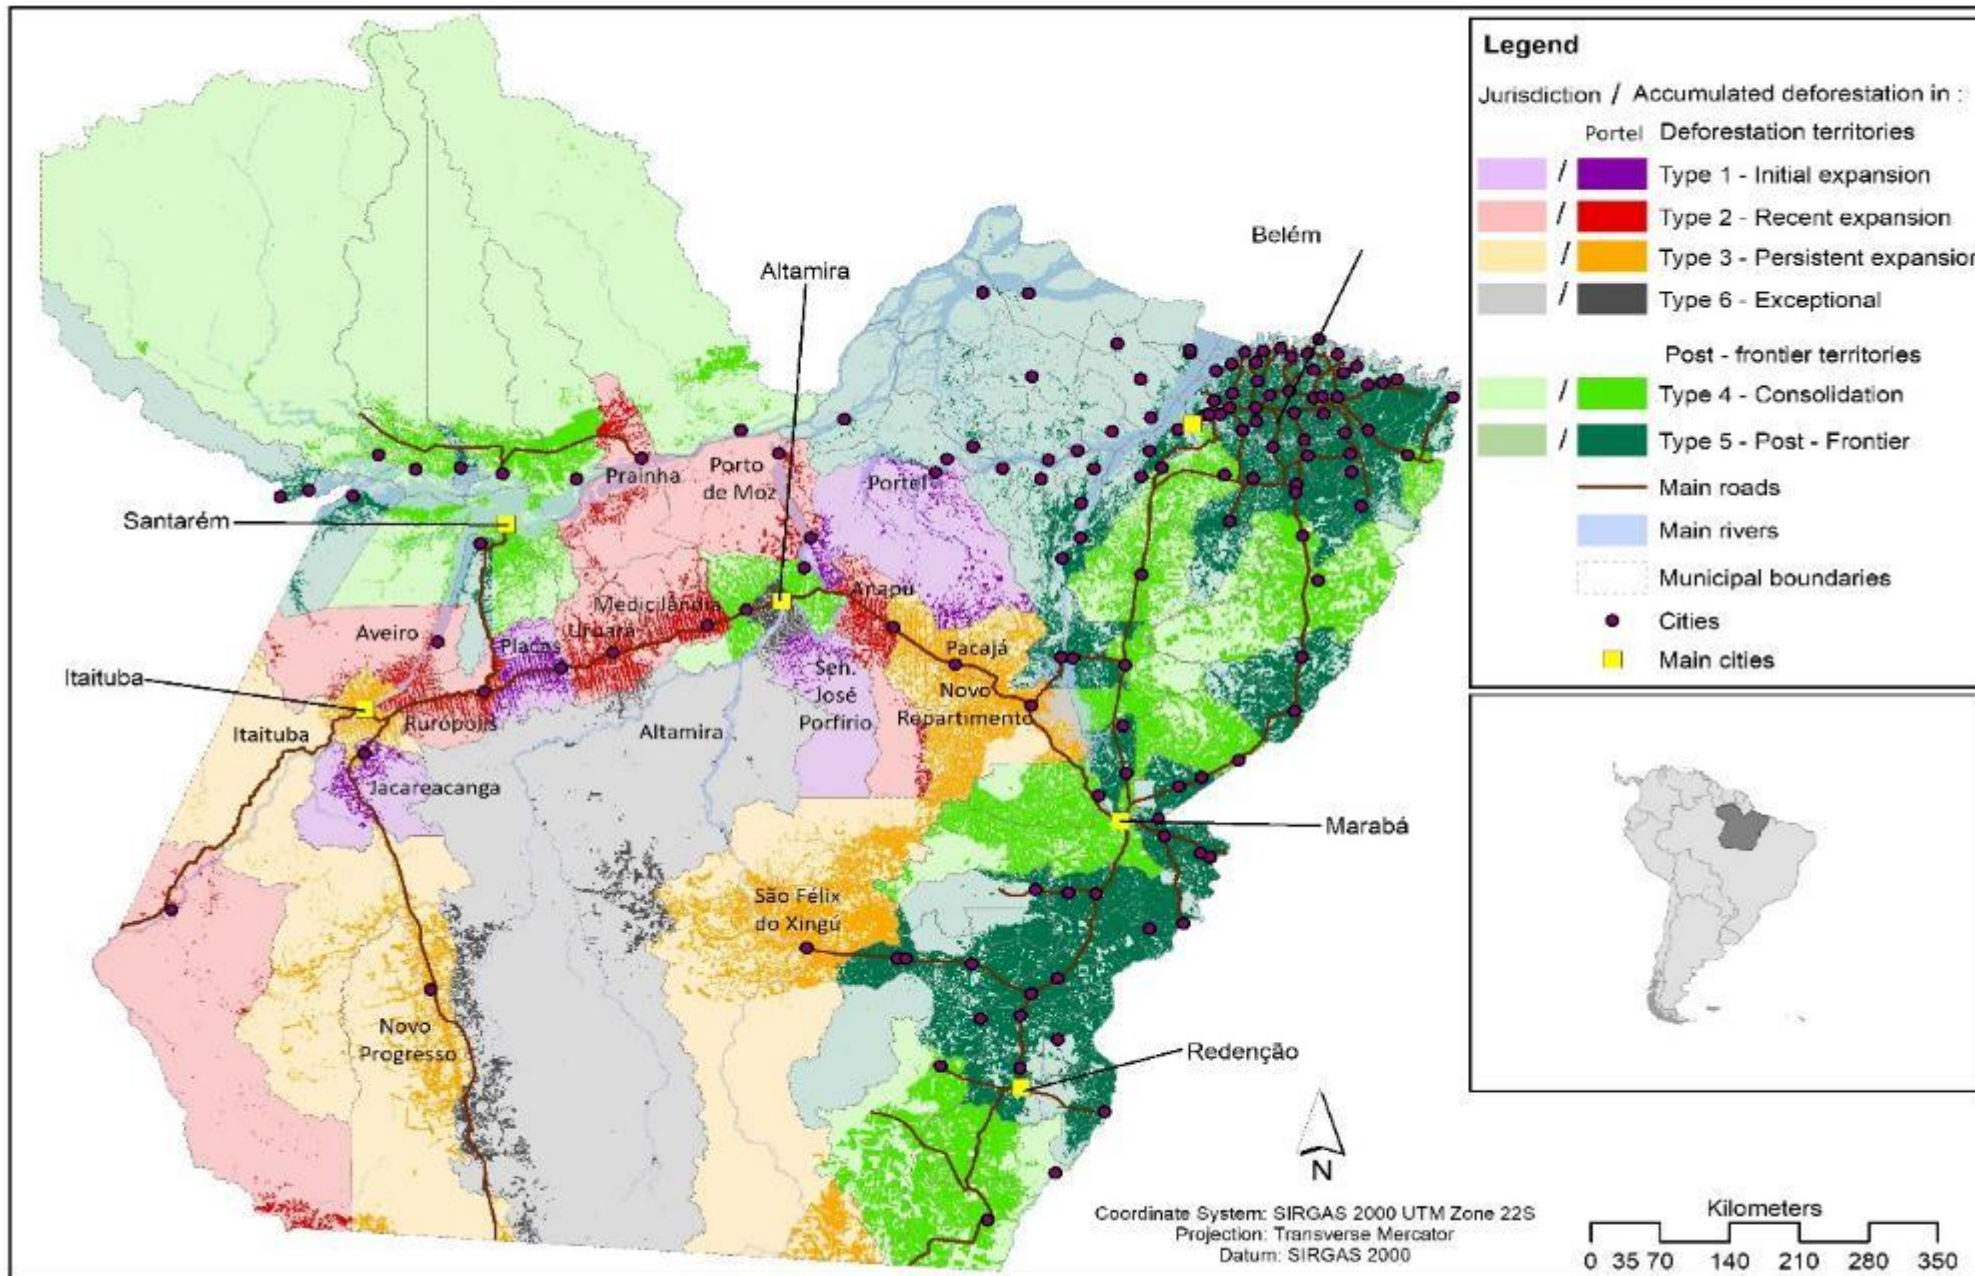 Legend
Jurisdiction / Accumulated deforestation in :
Portel Deforestation territories
/ Type 1 - Initial expansion
/ Type 2 - Recent expansion
/ Type 3 - Persistent expansion
/ Type 6 - Exceptional
Post - frontier territories
/ Type 4 - Consolidation
/ Type 5 - Post - Frontier
Main roads
Main rivers
Municipal boundaries
Cities
Main cities
Belém
Altamira
Prainha
Porto
de Moz
Portel
Santarém
Medicilândia
Anapu
Aveiro
Uruará
Placas
Pacajá
Itaituba
Sen.
José
Porfirio
Novo
Repartimento
Rurópolis
Itaituba
Altamira
Jacareacanga
Marabá
São Félix
do Xingú
Novo
Progresso
Redenção
N
Coordinate System: SIRGAS 2000 UTM Zone 22S
Projection: Transverse Mercator
Datum: SIRGAS 2000
Kilometers
0 35 70 140 210 280 350